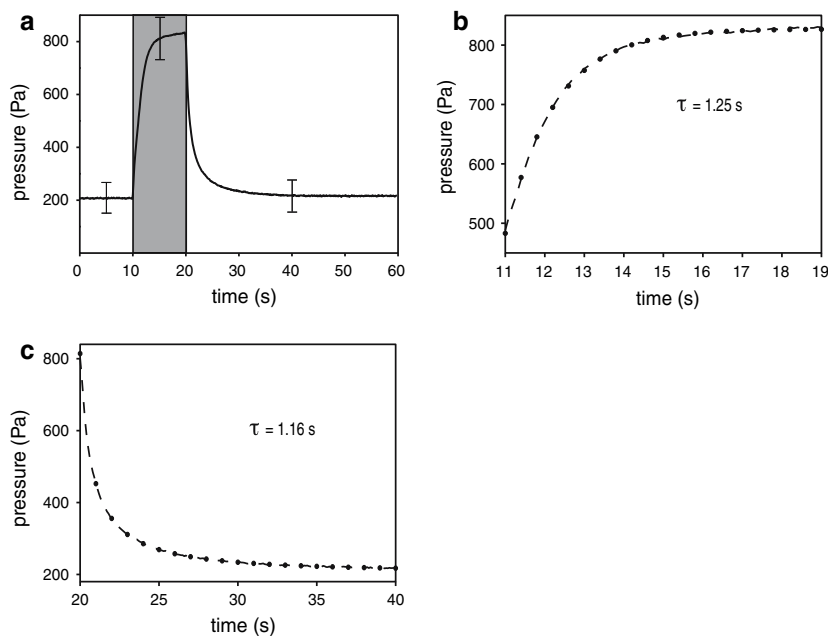 a
800
600
400
200
pressure (Pa)
0 10 20 30 40 50 60
time (s)
b
800
700
600
500
pressure (Pa)
τ = 1.25 s
11 12 13 14 15 16 17 18 19
time (s)
c
800
600
400
200
pressure (Pa)
τ = 1.16 s
20 25 30 35 40
time (s)